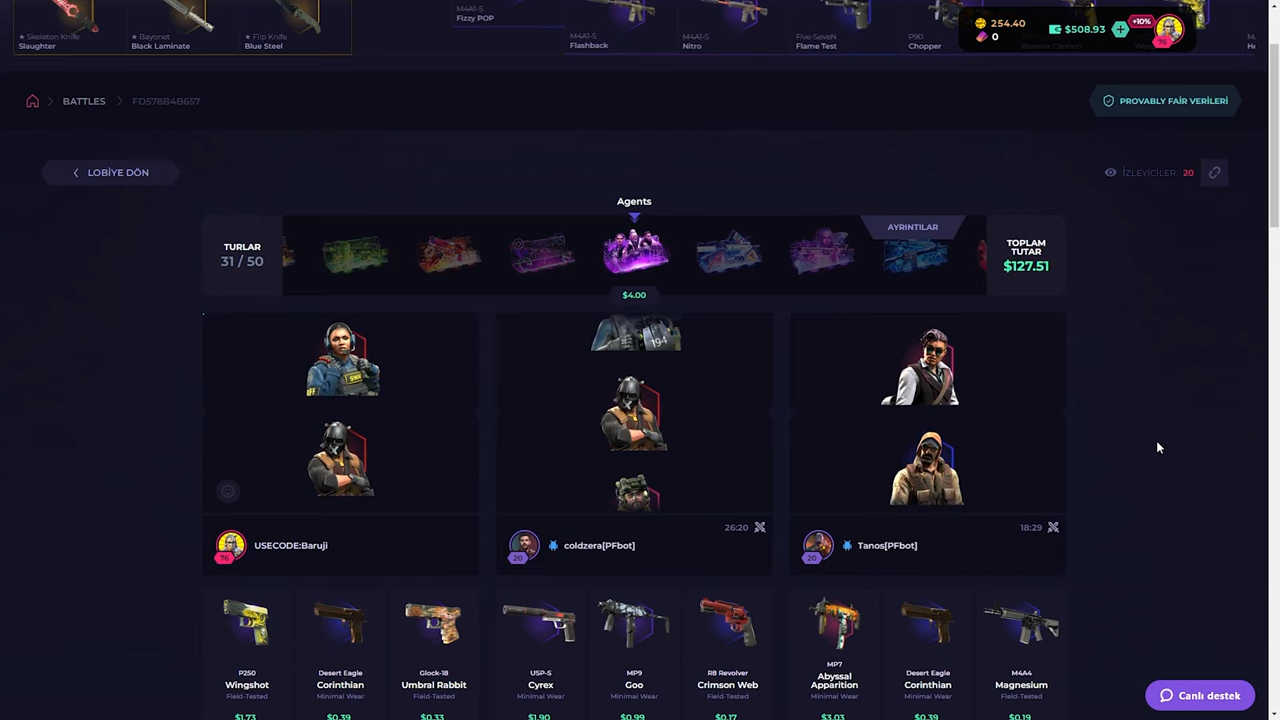 ★ Skeleton Knife
Slaughter
★ Bayonet
Black Laminate
★ Flip Knife
Blue Steel
M4A1-S
Fizzy POP
M4A1-S
Flashback
M4A1-S
Nitro
Five-SeveN
Flame Test
P90
Chopper
254.40
0
$508.93
+10%
76
BATTLES
FD578B4B657
PROVABLY FAIR VERİLERİ
LOBİYE DÖN
İZLEYİCİLER: 20
Agents
TURLAR
31 / 50
AYRINTILAR
TOPLAM
TUTAR
$127.51
$4.00
194
76
USECODE:Baruji
26:20
20
coldzera[PFbot]
18:29
20
Tanos[PFbot]
P250
Wingshot
Field-Tested
$1.73
Desert Eagle
Corinthian
Minimal Wear
$0.39
Glock-18
Umbral Rabbit
Field-Tested
$0.33
USP-S
Cyrex
Minimal Wear
$1.90
MP9
Goo
Minimal Wear
$0.99
R8 Revolver
Crimson Web
Field-Tested
$0.17
MP7
Abyssal
Apparition
Minimal Wear
$3.03
Desert Eagle
Corinthian
Minimal Wear
$0.39
M4A4
Magnesium
Field-Tested
$0.19
Canlı destek